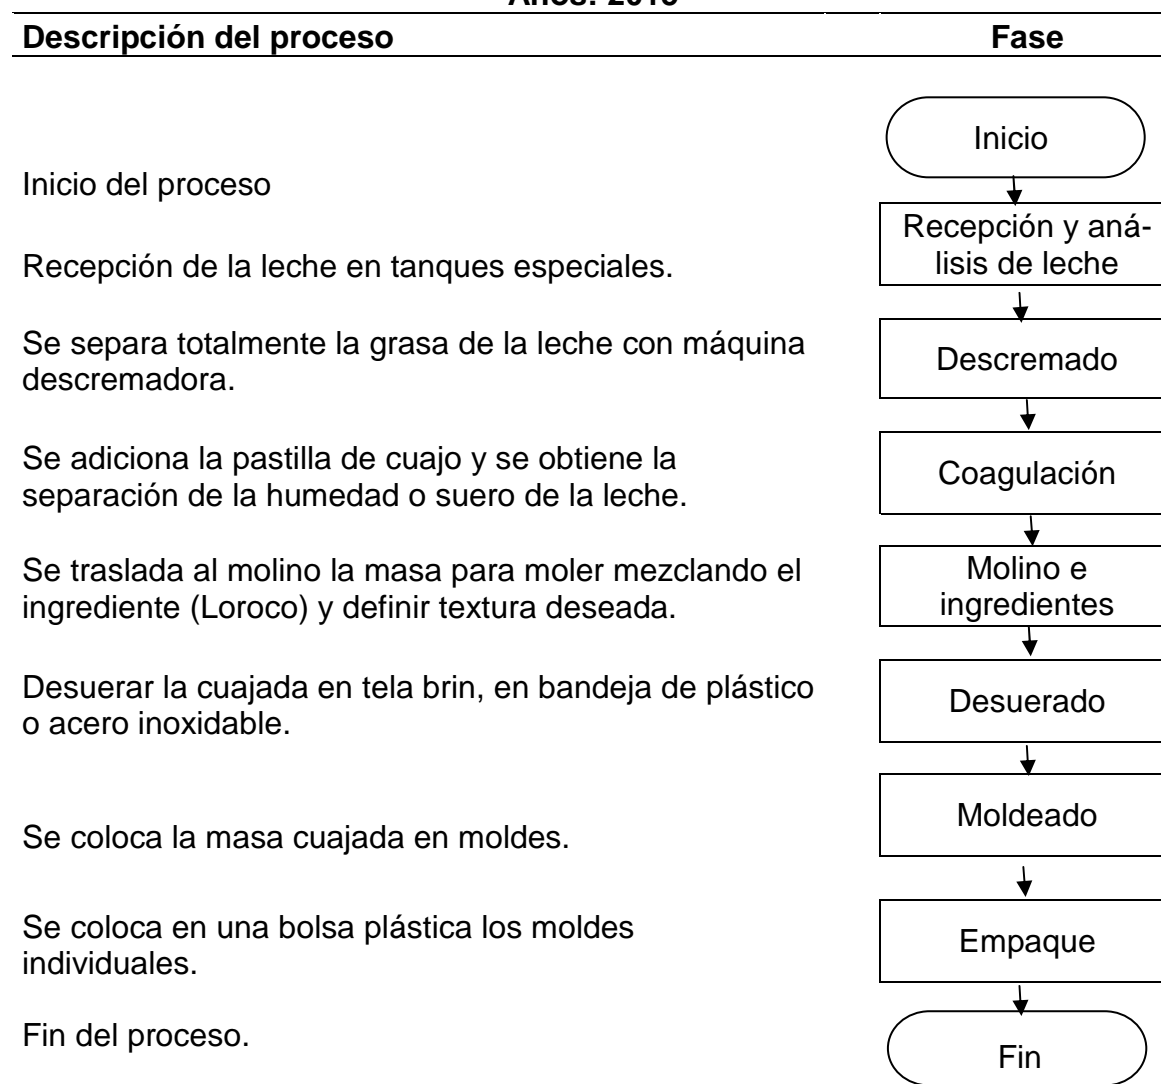 Descripción del proceso
Fase
Inicio
Inicio del proceso
Recepción y aná-
lisis de leche
Recepción de la leche en tanques especiales.
Se separa totalmente la grasa de la leche con máquina
descremadora.
Descremado
Se adiciona la pastilla de cuajo y se obtiene la
separación de la humedad o suero de la leche.
Coagulación
Se traslada al molino la masa para moler mezclando el
ingrediente (Loroco) y definir textura deseada.
Molino e
ingredientes
Desuerar la cuajada en tela brin, en bandeja de plástico
o acero inoxidable.
Desuerado
Se coloca la masa cuajada en moldes.
Moldeado
Se coloca en una bolsa plástica los moldes
individuales.
Empaque
Fin del proceso.
Fin